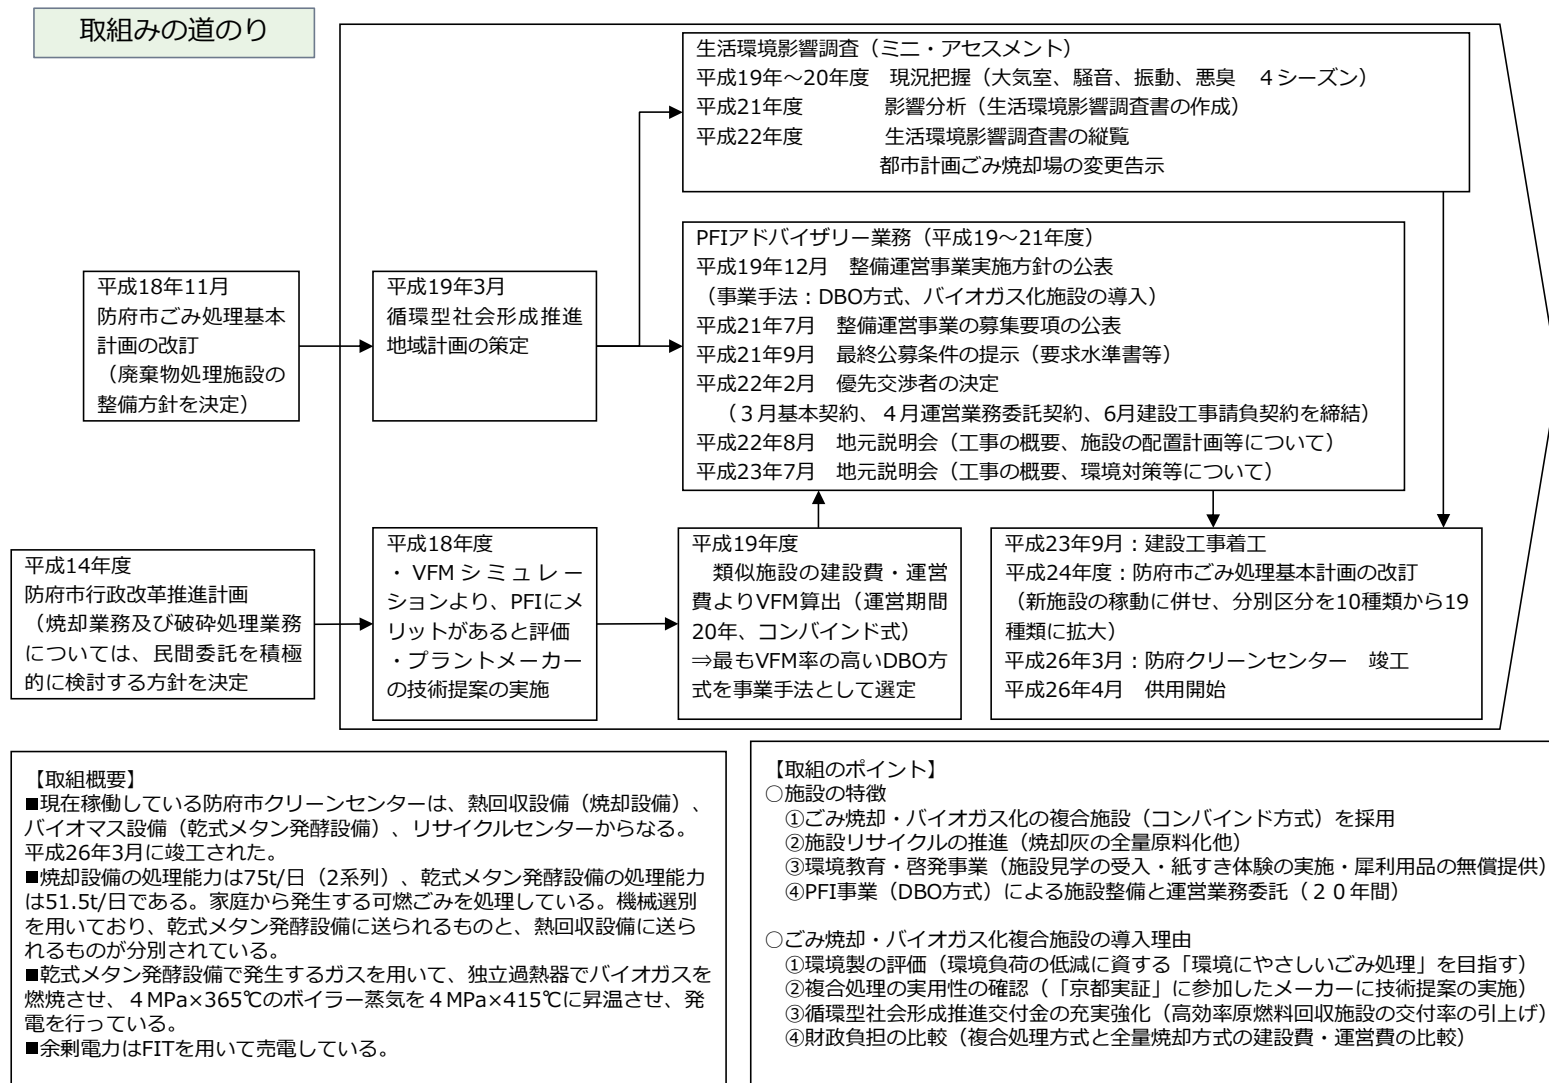 取組みの道のり
生活環境影響調査（ミニ・アセスメント）
平成19年～20年度　現況把握（大気室、騒音、振動、悪臭　４シーズン）
平成21年度　　　　影響分析（生活環境影響調査書の作成）
平成22年度　　　　生活環境影響調査書の縦覧
都市計画ごみ焼却場の変更告示
平成18年11月
防府市ごみ処理基本
計画の改訂
（廃棄物処理施設の
整備方針を決定）
平成19年3月
循環型社会形成推進
地域計画の策定
PFIアドバイザリー業務（平成19～21年度）
平成19年12月　整備運営事業実施方針の公表
（事業手法：DBO方式、バイオガス化施設の導入）
平成21年7月　整備運営事業の募集要項の公表
平成21年9月　最終公募条件の提示（要求水準書等）
平成22年2月　優先交渉者の決定
（３月基本契約、４月運営業務委託契約、6月建設工事請負契約を締結）
平成22年8月　地元説明会（工事の概要、施設の配置計画等について）
平成23年7月　地元説明会（工事の概要、環境対策等について）
平成14年度
防府市行政改革推進計画
（焼却業務及び破砕処理業務
については、民間委託を積極
的に検討する方針を決定
平成18年度
・VFMシミュレー
ションより、PFIにメ
リットがあると評価
・プラントメーカー
の技術提案の実施
平成19年度
類似施設の建設費・運営
費よりVFM算出（運営期間
20年、コンバインド式）
⇒最もVFM率の高いDBO方
式を事業手法として選定
平成23年9月：建設工事着工
平成24年度：防府市ごみ処理基本計画の改訂
（新施設の稼動に併せ、分別区分を10種類から19
種類に拡大）
平成26年3月：防府クリーンセンター　竣工
平成26年4月　供用開始
【取組概要】
■現在稼働している防府市クリーンセンターは、熱回収設備（焼却設備）、
バイオマス設備（乾式メタン発酵設備）、リサイクルセンターからなる。
平成26年3月に竣工された。
■焼却設備の処理能力は75t/日（2系列）、乾式メタン発酵設備の処理能力
は51.5t/日である。家庭から発生する可燃ごみを処理している。機械選別
を用いており、乾式メタン発酵設備に送られるものと、熱回収設備に送ら
れるものが分別されている。
■乾式メタン発酵設備で発生するガスを用いて、独立過熱器でバイオガスを
燃焼させ、４MPa×365℃のボイラー蒸気を４MPa×415℃に昇温させ、発
電を行っている。
■余剰電力はFITを用いて売電している。
【取組のポイント】
○施設の特徴
①ごみ焼却・バイオガス化の複合施設（コンバインド方式）を採用
②施設リサイクルの推進（焼却灰の全量原料化他）
③環境教育・啓発事業（施設見学の受入・紙すき体験の実施・犀利用品の無償提供）
④PFI事業（DBO方式）による施設整備と運営業務委託（２０年間）
○ごみ焼却・バイオガス化複合施設の導入理由
①環境製の評価（環境負荷の低減に資する「環境にやさしいごみ処理」を目指す）
②複合処理の実用性の確認（「京都実証」に参加したメーカーに技術提案の実施）
③循環型社会形成推進交付金の充実強化（高効率原燃料回収施設の交付率の引上げ）
④財政負担の比較（複合処理方式と全量焼却方式の建設費・運営費の比較）